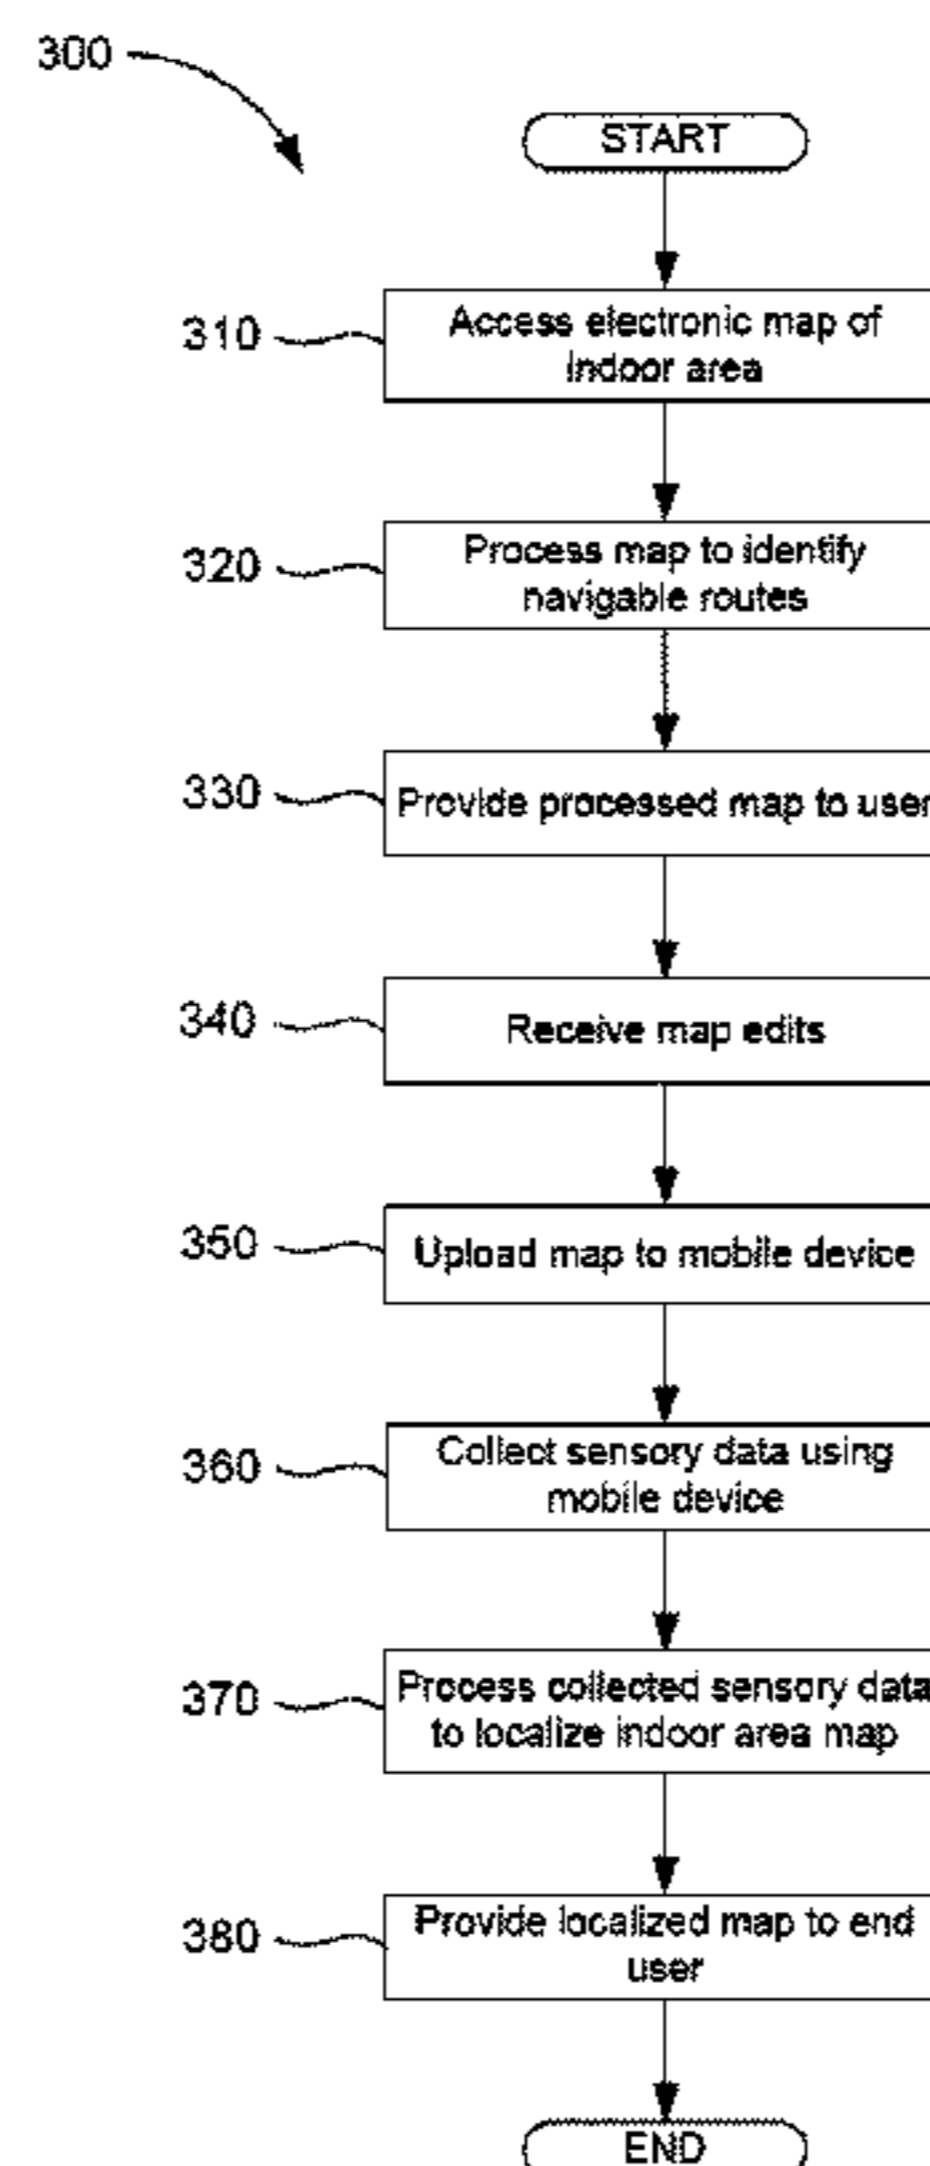 300
START
310
Access electronic map of
indoor area
320
Process map to identify
navigable routes
330
Provide processed map to user
340
Receive map edits
350
Upload map to mobile device
360
Collect sensory data using
mobile device
370
Process collected sensory data
to localize indoor area map
380
Provide localized map to end
user
END